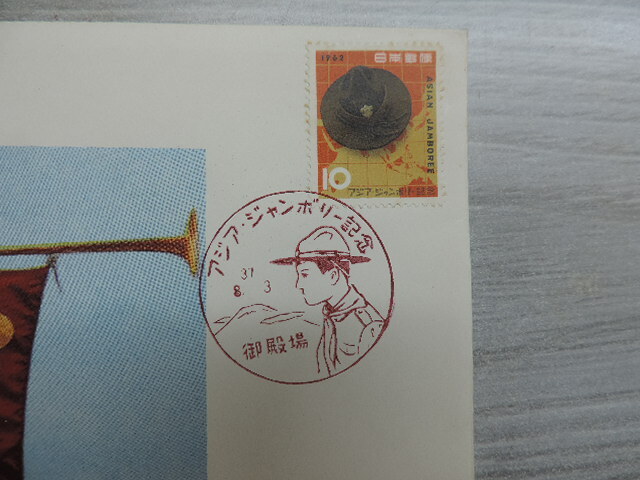 1962
日本郵便
ASIAN JAMBOREE
10
アジア・ジャンボリー記念
アジア・ジャンボリー記念
37
8. 3
御殿場